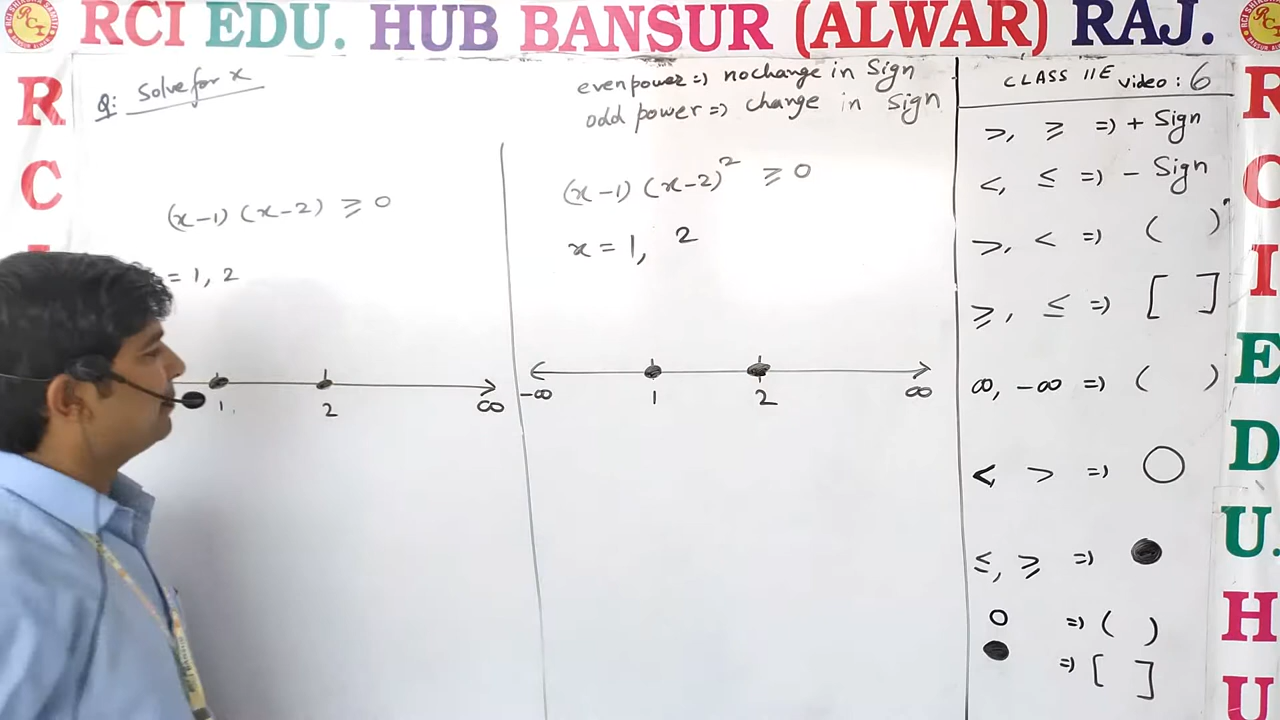 RCI EDU. HUB BANSUR (ALWAR) RAJ.
R
C
I
Q: Solve for x
(x-1) (x-2) ≥ 0
= 1, 2
1
2
∞
even power => no change in Sign
odd power => change in Sign
(x-1) (x-2)² ≥ 0
x = 1, 2
-∞
1
2
∞
CLASS 11E video: 6
>, ≥ => + Sign
<, ≤ => - Sign
>, < => ( )
≥, ≤ => [ ]
∞, -∞ => ( )
< > => ○
≤, ≥ => ●
○ => ( )
● => [ ]
R
C
I
E
D
U.
H
U